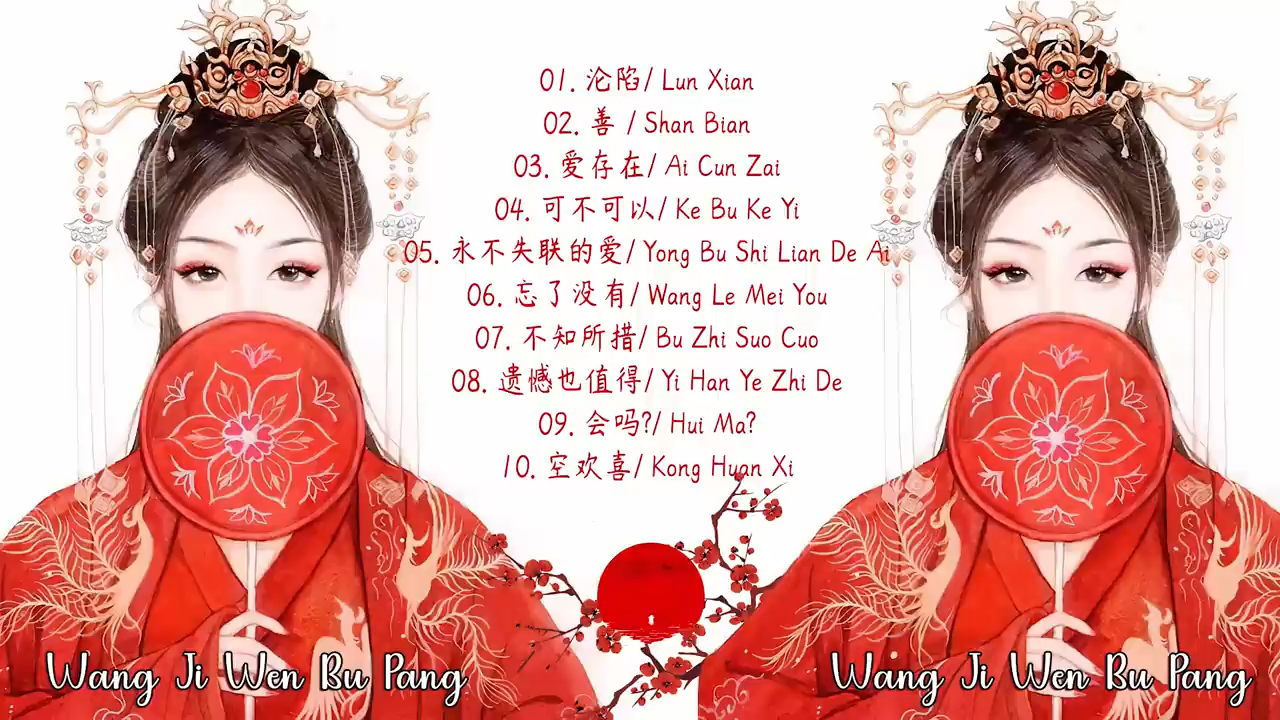 01. 沦陷/ Lun Xian
02. 善 / Shan Bian
03. 爱存在/ Ai Cun Zai
04. 可不可以/ Ke Bu Ke Yi
05. 永不失联的爱/ Yong Bu Shi Lian De Ai
06. 忘了没有/ Wang Le Mei You
07. 不知所措/ Bu Zhi Suo Cuo
08. 遗憾也值得/ Yi Han Ye Zhi De
09. 会吗?/ Hui Ma?
10. 空欢喜/ Kong Huan Xi
Wang Ji Wen Bu Pang
Wang Ji Wen Bu Pang